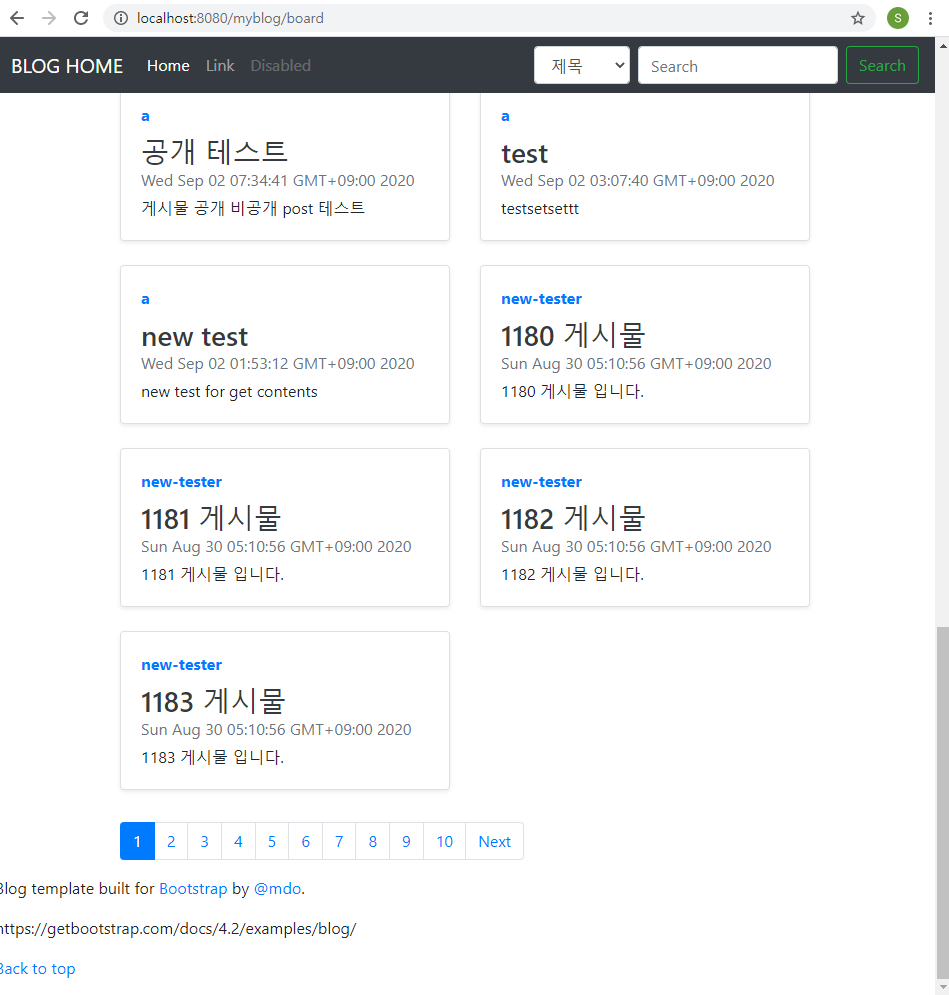 localhost:8080/myblog/board
S
BLOG HOME Home Link Disabled 제목 Search Search
a
공개 테스트
Wed Sep 02 07:34:41 GMT+09:00 2020
게시물 공개 비공개 post 테스트
a
test
Wed Sep 02 03:07:40 GMT+09:00 2020
testsetsettt
a
new test
Wed Sep 02 01:53:12 GMT+09:00 2020
new test for get contents
new-tester
1180 게시물
Sun Aug 30 05:10:56 GMT+09:00 2020
1180 게시물 입니다.
new-tester
1181 게시물
Sun Aug 30 05:10:56 GMT+09:00 2020
1181 게시물 입니다.
new-tester
1182 게시물
Sun Aug 30 05:10:56 GMT+09:00 2020
1182 게시물 입니다.
new-tester
1183 게시물
Sun Aug 30 05:10:56 GMT+09:00 2020
1183 게시물 입니다.
1 2 3 4 5 6 7 8 9 10 Next
Blog template built for Bootstrap by @mdo.
https://getbootstrap.com/docs/4.2/examples/blog/
Back to top